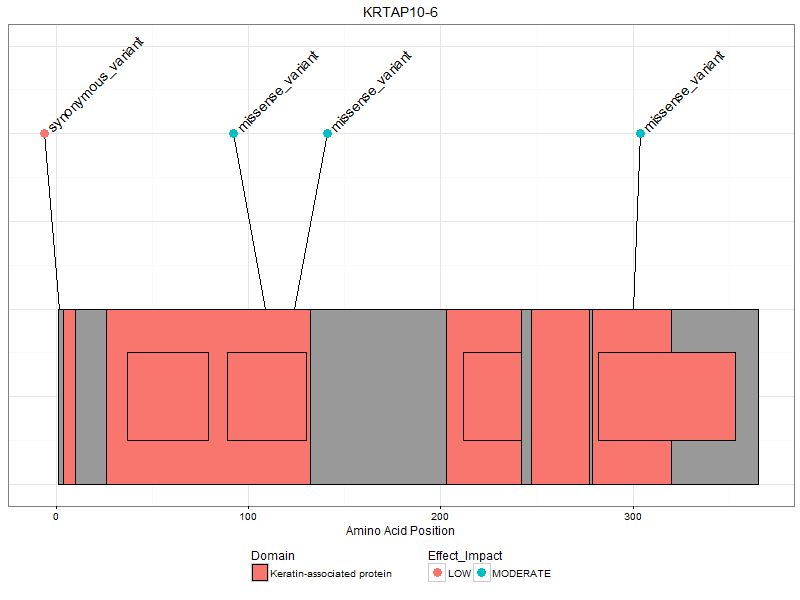 KRTAP10-6
synonymous_variant
missense_variant
missense_variant
missense_variant
0 100 200 300
Amino Acid Position
Domain
Keratin-associated protein
Effect_Impact
LOW MODERATE